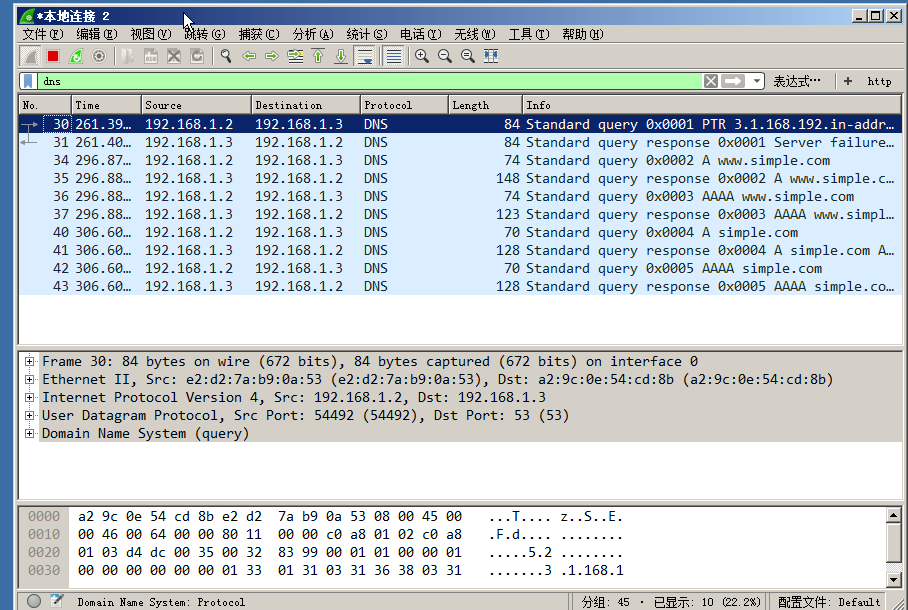 *本地连接 2
文件(F) 编辑(E) 视图(V) 跳转(G) 捕获(C) 分析(A) 统计(S) 电话(Y) 无线(W) 工具(T) 帮助(H)
dns 表达式… + http
No. Time Source Destination Protocol Length Info
30 261.39… 192.168.1.2 192.168.1.3 DNS 84 Standard query 0x0001 PTR 3.1.168.192.in-addr…
31 261.40… 192.168.1.3 192.168.1.2 DNS 84 Standard query response 0x0001 Server failure…
34 296.87… 192.168.1.2 192.168.1.3 DNS 74 Standard query 0x0002 A www.simple.com
35 296.88… 192.168.1.3 192.168.1.2 DNS 148 Standard query response 0x0002 A www.simple.c…
36 296.88… 192.168.1.2 192.168.1.3 DNS 74 Standard query 0x0003 AAAA www.simple.com
37 296.88… 192.168.1.3 192.168.1.2 DNS 123 Standard query response 0x0003 AAAA www.simpl…
40 306.60… 192.168.1.2 192.168.1.3 DNS 70 Standard query 0x0004 A simple.com
41 306.60… 192.168.1.3 192.168.1.2 DNS 128 Standard query response 0x0004 A simple.com A…
42 306.60… 192.168.1.2 192.168.1.3 DNS 70 Standard query 0x0005 AAAA simple.com
43 306.60… 192.168.1.3 192.168.1.2 DNS 128 Standard query response 0x0005 AAAA simple.co…
Frame 30: 84 bytes on wire (672 bits), 84 bytes captured (672 bits) on interface 0
Ethernet II, Src: e2:d2:7a:b9:0a:53 (e2:d2:7a:b9:0a:53), Dst: a2:9c:0e:54:cd:8b (a2:9c:0e:54:cd:8b)
Internet Protocol Version 4, Src: 192.168.1.2, Dst: 192.168.1.3
User Datagram Protocol, Src Port: 54492 (54492), Dst Port: 53 (53)
Domain Name System (query)
0000 a2 9c 0e 54 cd 8b e2 d2 7a b9 0a 53 08 00 45 00 ...T.... z..S..E.
0010 00 46 00 64 00 00 80 11 00 00 c0 a8 01 02 c0 a8 .F.d.... ........
0020 01 03 d4 dc 00 35 00 32 83 99 00 01 01 00 00 01 .....5.2 ........
0030 00 00 00 00 00 00 01 33 01 31 03 31 36 38 03 31 .......3 .1.168.1
Domain Name System: Protocol 分组: 45 · 已显示: 10 (22.2%) 配置文件: Default